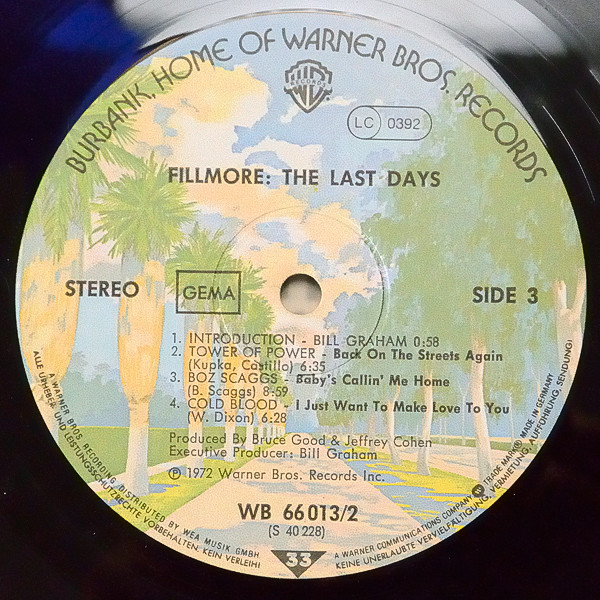 BURBANK, HOME OF WARNER BROS. RECORDS
WB
RECORDS
LC 0392
FILLMORE: THE LAST DAYS
STEREO GEMA SIDE 3
1. INTRODUCTION - BILL GRAHAM 0:58
2. TOWER OF POWER - Back On The Streets Again
(Kupka, Castillo) 6:35
3. BOZ SCAGGS - Baby's Callin' Me Home
(B. Scaggs) 8:59
4. COLD BLOOD - I Just Want To Make Love To You
(W. Dixon) 6:28
Produced By Bruce Good & Jeffrey Cohen
Executive Producer: Bill Graham
℗ 1972 Warner Bros. Records Inc.
WB 66 013/2
(S 40 228)
33
A WARNER BROS. RECORDING DISTRIBUTED BY WEA MUSIK GMBH
ALLE URHEBER- UND LEISTUNGSSCHUTZRECHTE VORBEHALTEN. KEIN VERLEIH!
A WARNER COMMUNICATIONS COMPANY TRADE MARK® MADE IN GERMANY
KEINE UNERLAUBTE VERVIELFÄLTIGUNG, VERMIETUNG, AUFFÜHRUNG, SENDUNG!